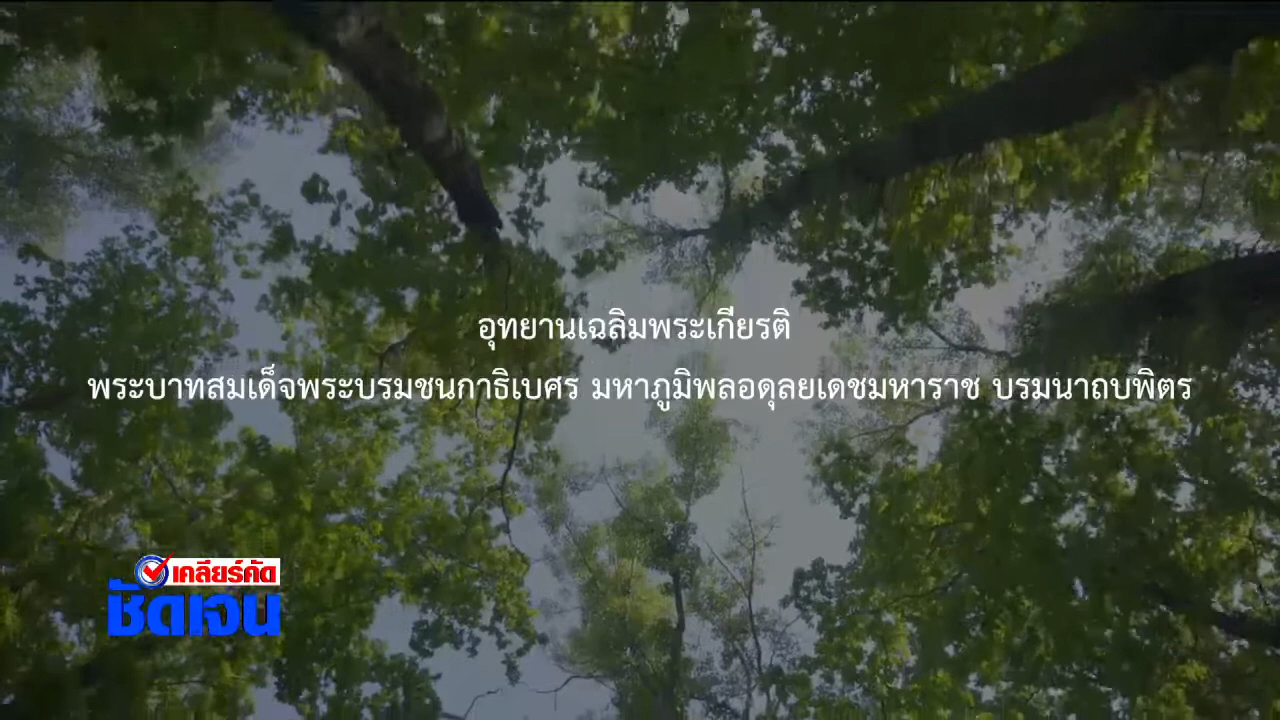 อุทยานเฉลิมพระเกียรติ
พระบาทสมเด็จพระบรมชนกาธิเบศร มหาภูมิพลอดุลยเดชมหาราช บรมนาถบพิตร
เคลียร์คัด
ชัดเจน